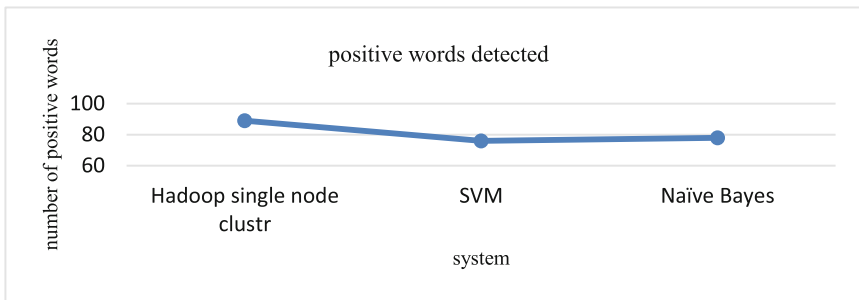 positive words detected
number of positive words
100
80
60
Hadoop single node
clustr
SVM
Naïve Bayes
system